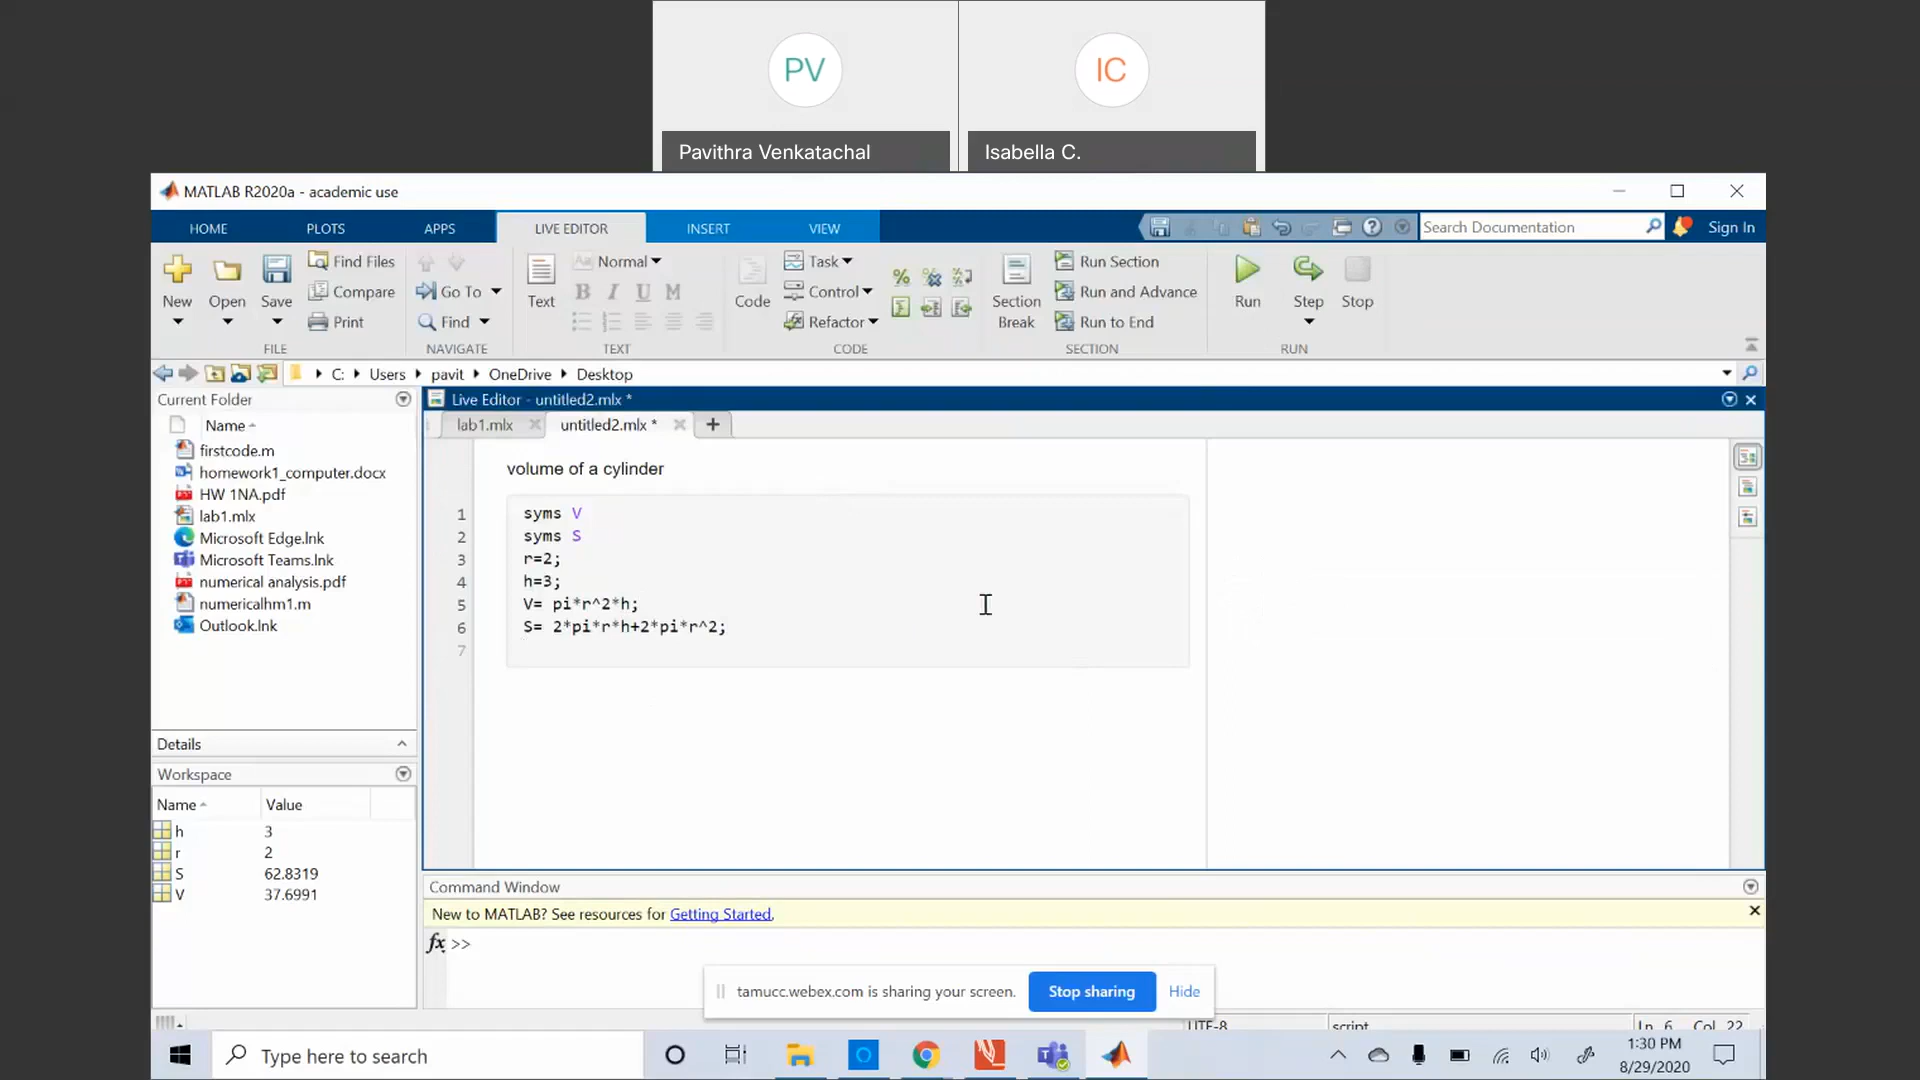 PV
IC
Pavithra Venkatachal
Isabella C.
MATLAB R2020a - academic use
HOME PLOTS APPS LIVE EDITOR INSERT VIEW
Search Documentation
Sign In
New
Open
Save
Find Files
Compare
Print
FILE
Go To
Find
NAVIGATE
Text
Normal
B I U M
TEXT
Code
Task
Control
Refactor
CODE
Section Break
Run Section
Run and Advance
Run to End
SECTION
Run
Step
Stop
RUN
C: Users pavit OneDrive Desktop
Current Folder
Name
firstcode.m
homework1_computer.docx
HW 1NA.pdf
lab1.mlx
Microsoft Edge.lnk
Microsoft Teams.lnk
numerical analysis.pdf
numericalhm1.m
Outlook.lnk
Details
Workspace
Name Value
h 3
r 2
S 62.8319
V 37.6991
Live Editor - untitled2.mlx *
lab1.mlx untitled2.mlx *
volume of a cylinder
1 syms V
2 syms S
3 r=2;
4 h=3;
5 V= pi*r^2*h;
6 S= 2*pi*r*h+2*pi*r^2;
7
Command Window
New to MATLAB? See resources for Getting Started.
fx >>
tamucc.webex.com is sharing your screen. Stop sharing Hide
UTF-8 script Ln 6 Col 22
Type here to search
1:30 PM
8/29/2020